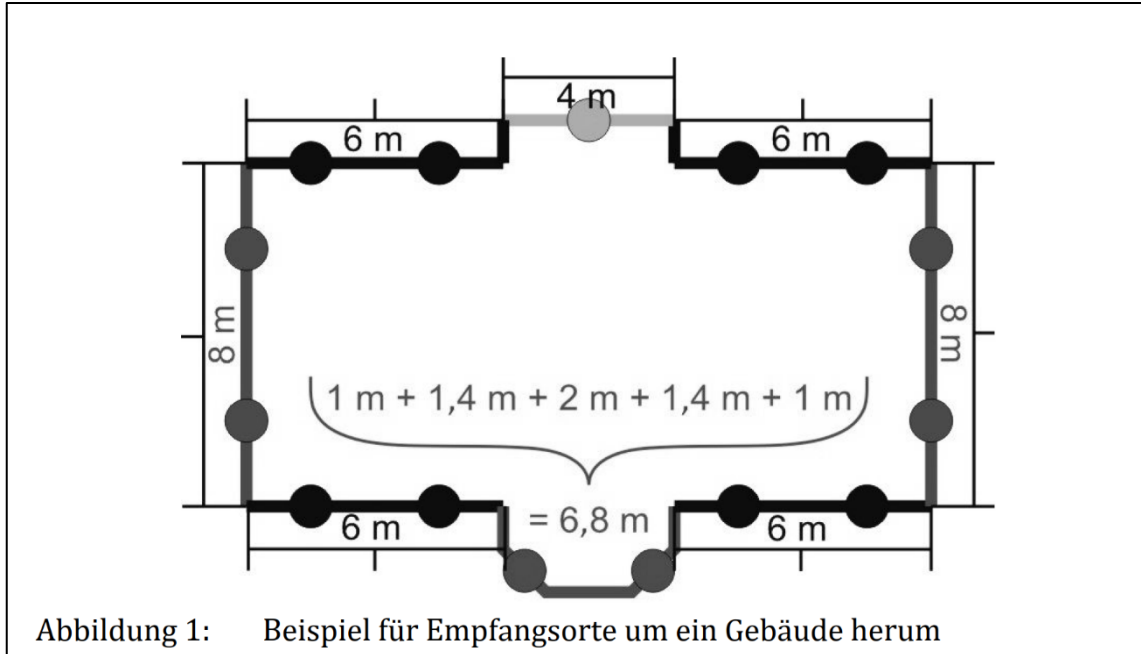 4 m
6 m
6 m
8 m
8 m
1 m + 1,4 m + 2 m + 1,4 m + 1 m
= 6,8 m
6 m
6 m
Abbildung 1: Beispiel für Empfangsorte um ein Gebäude herum